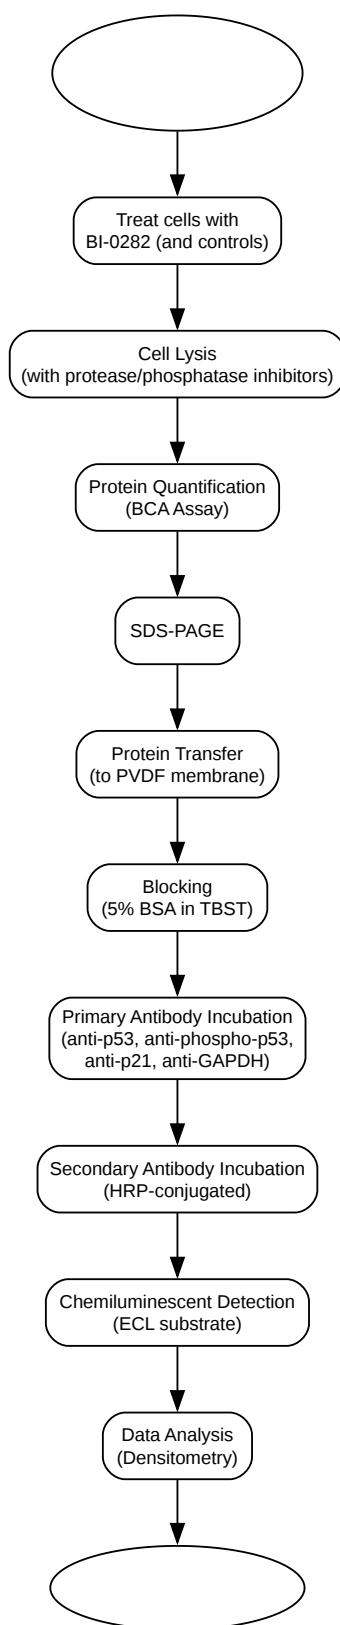 Treat cells with
BI-0282 (and controls)
Cell Lysis
(with protease/phosphatase inhibitors)
Protein Quantification
(BCA Assay)
SDS-PAGE
Protein Transfer
(to PVDF membrane)
Blocking
(5% BSA in TBST)
Primary Antibody Incubation
(anti-p53, anti-phospho-p53,
anti-p21, anti-GAPDH)
Secondary Antibody Incubation
(HRP-conjugated)
Chemiluminescent Detection
(ECL substrate)
Data Analysis
(Densitometry)